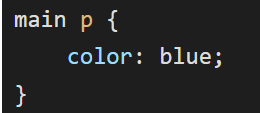 main p {
    color: blue;
}